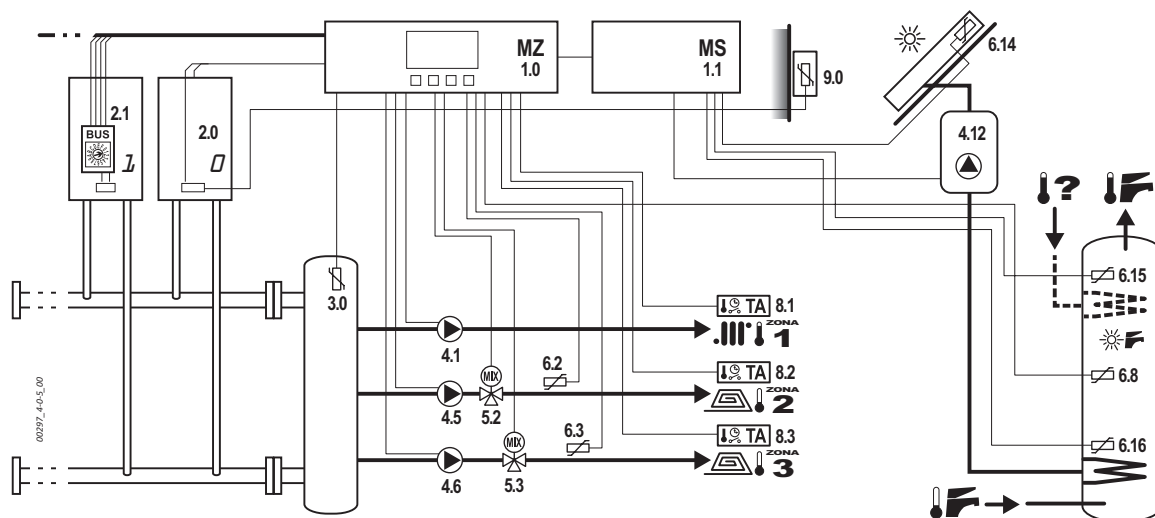 MZ
1.0
MS
1.1
9.0
6.14
2.1
BUS
1
2.0
0
4.12
?
3.0
6.15
8.1
TA
ZONA
1
4.1
6.2
8.2
TA
ZONA
2
MIX
4.5
5.2
6.8
6.3
8.3
TA
ZONA
3
MIX
4.6
5.3
6.16
00297_4-0-5_00